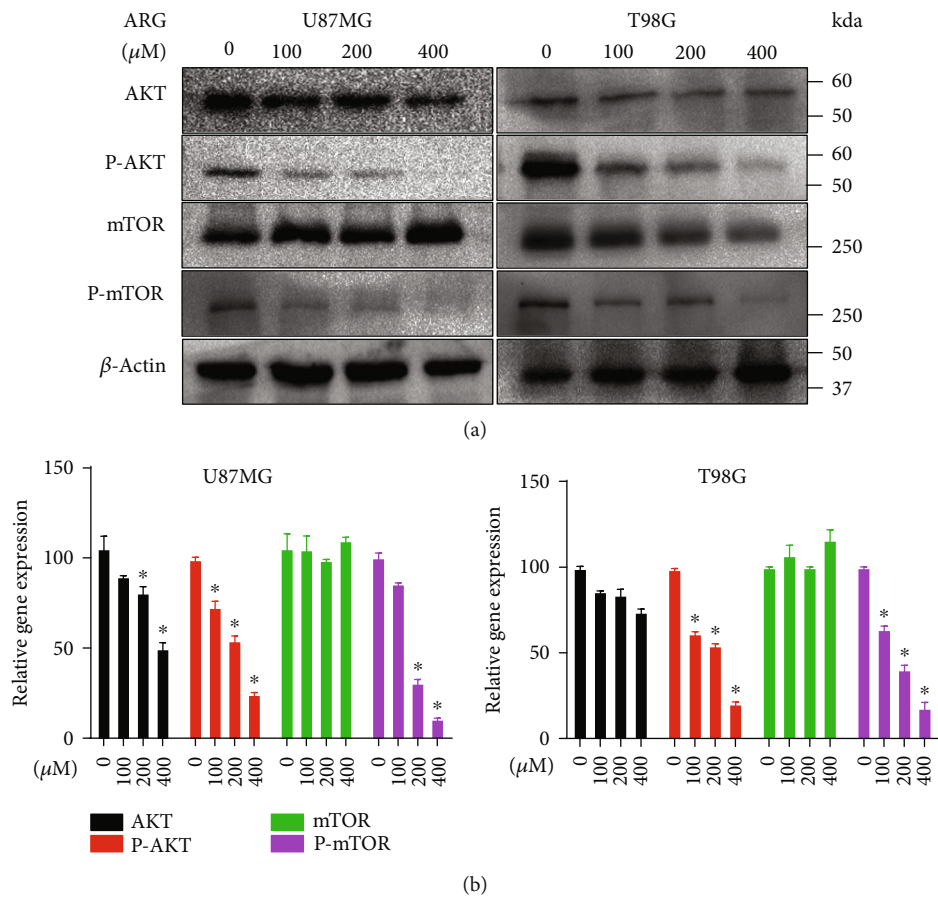 (a)
ARG U87MG T98G kda
(μM) 0 100 200 400 0 100 200 400
AKT 60
50
P-AKT 60
50
mTOR 250
P-mTOR 250
β-Actin 50
37
(b)
U87MG
Relative gene expression
150
100
50
0
(μM) 0 100 200 400 0 100 200 400 0 100 200 400 0 100 200 400
* * * * * * *
T98G
Relative gene expression
150
100
50
0
(μM) 0 100 200 400 0 100 200 400 0 100 200 400 0 100 200 400
* * * * * *
AKT mTOR
P-AKT P-mTOR